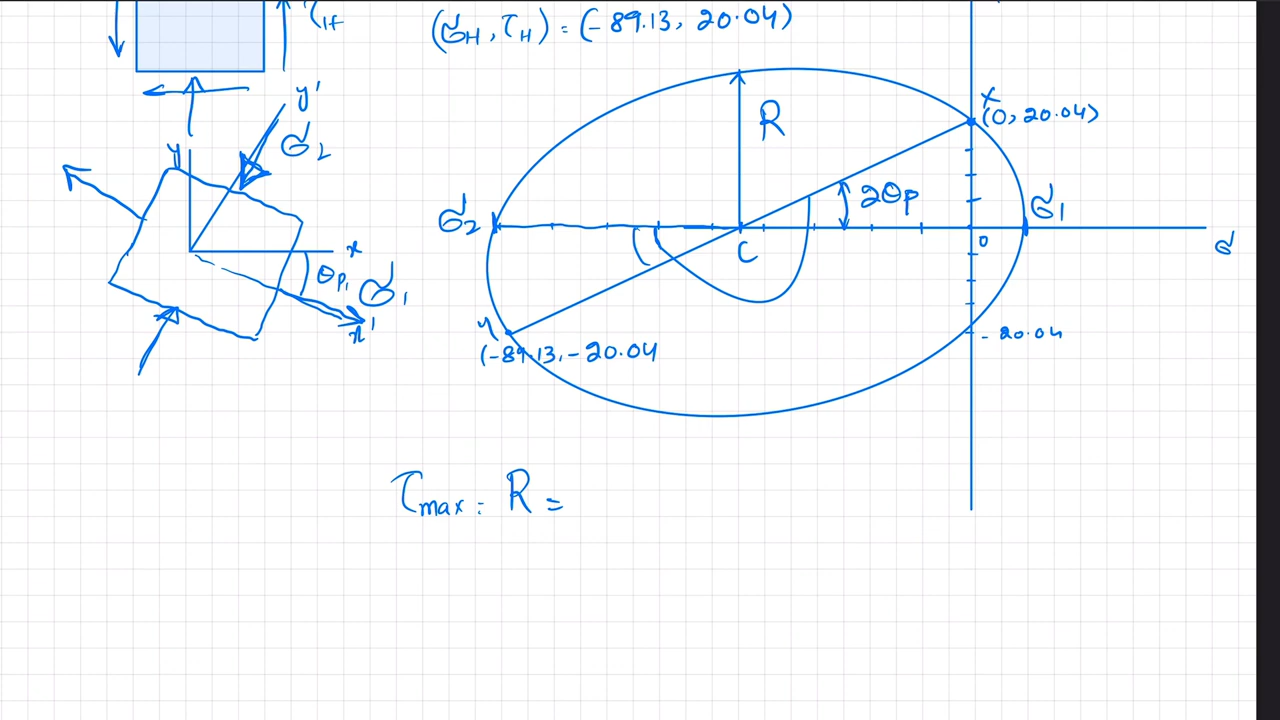 τIH
(σH, τH) = (-89.13, 20.04)
y'
σ2
y
x
θp1
σ1
x'
x
(0, 20.04)
R
2θp
σ2
σ1
C
0
σ
y
(-89.13, -20.04
- 20.04
τmax = R =